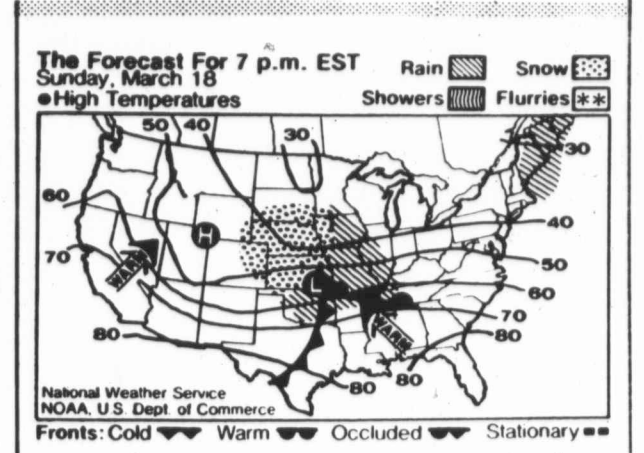 The Forecast For 7 p.m. EST
Sunday, March 18
●High Temperatures
Rain
Snow
Showers
Flurries
50
40
30
30
60
H
40
70
WARM
50
L
60
70
80
WARM
80
80
80
National Weather Service
NOAA, U.S. Dept. of Commerce
Fronts: Cold
Warm
Occluded
Stationary